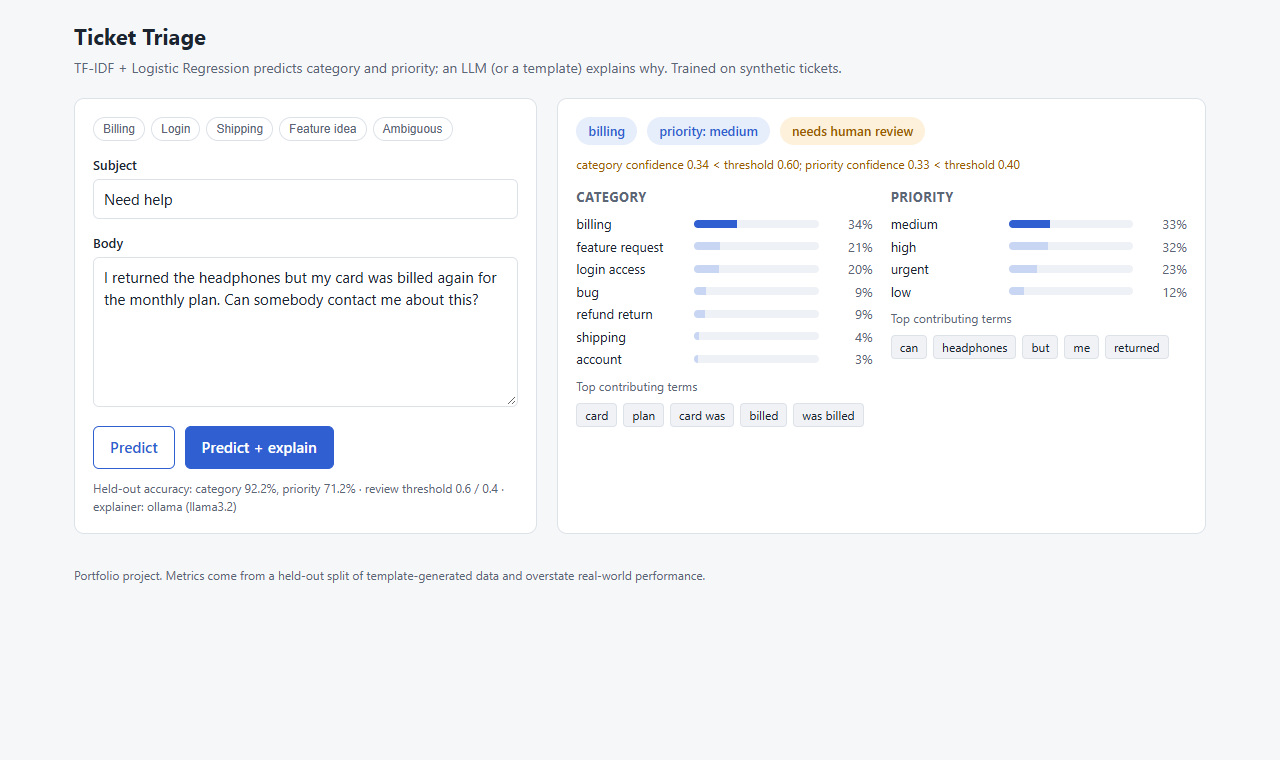 Ticket Triage
TF-IDF + Logistic Regression predicts category and priority; an LLM (or a template) explains why. Trained on synthetic tickets.
Billing Login Shipping Feature idea Ambiguous
Subject
Need help
Body
I returned the headphones but my card was billed again for
the monthly plan. Can somebody contact me about this?
Predict Predict + explain
Held-out accuracy: category 92.2%, priority 71.2% · review threshold 0.6 / 0.4 ·
explainer: ollama (llama3.2)
billing priority: medium needs human review
category confidence 0.34 < threshold 0.60; priority confidence 0.33 < threshold 0.40
CATEGORY
billing 34%
feature request 21%
login access 20%
bug 9%
refund return 9%
shipping 4%
account 3%
Top contributing terms
card plan card was billed was billed
PRIORITY
medium 33%
high 32%
urgent 23%
low 12%
Top contributing terms
can headphones but me returned
Portfolio project. Metrics come from a held-out split of template-generated data and overstate real-world performance.